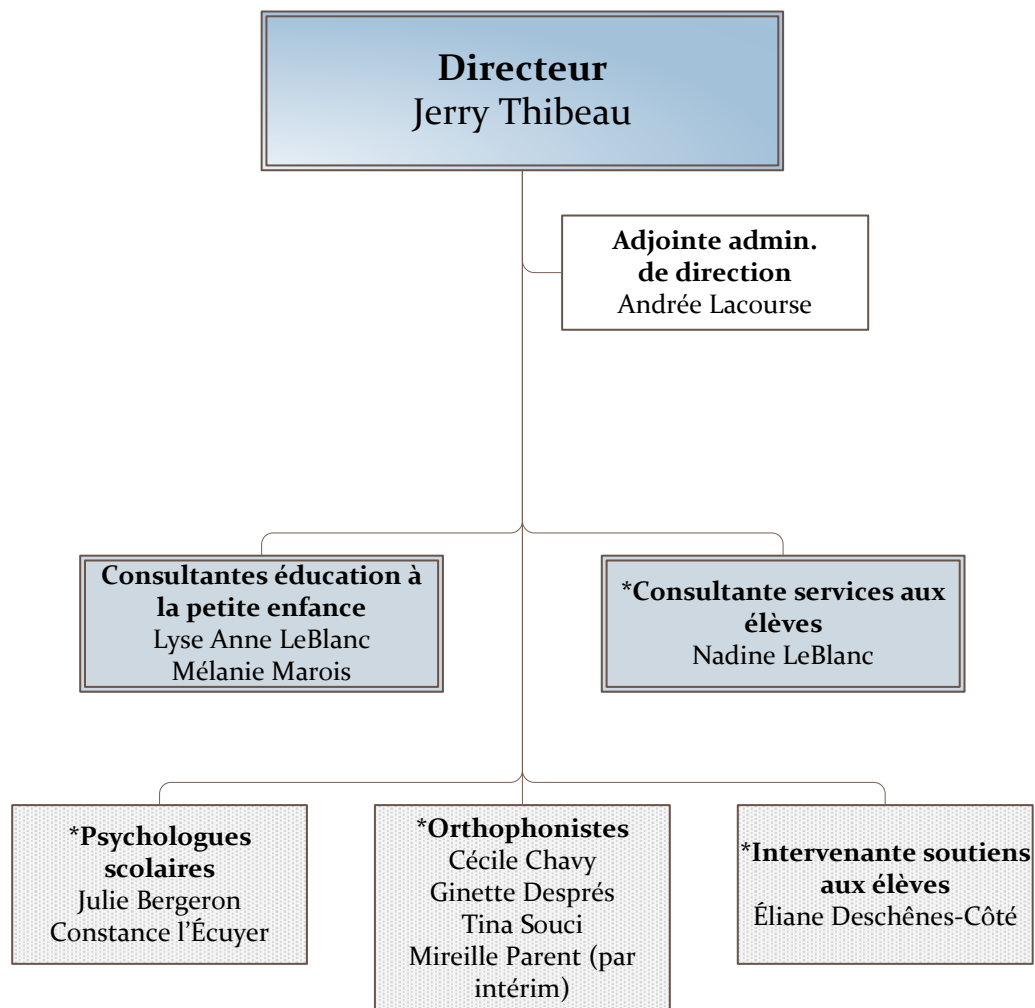 Directeur
Jerry Thibeau
Adjointe admin.
de direction
Andrée Lacourse
Consultantes éducation à
la petite enfance
Lyse Anne LeBlanc
Mélanie Marois
*Consultante services aux
élèves
Nadine LeBlanc
*Psychologues
scolaires
Julie Bergeron
Constance l’Écuyer
*Orthophonistes
Cécile Chavy
Ginette Després
Tina Souci
Mireille Parent (par
intérim)
*Intervenante soutiens
aux élèves
Éliane Deschênes-Côté